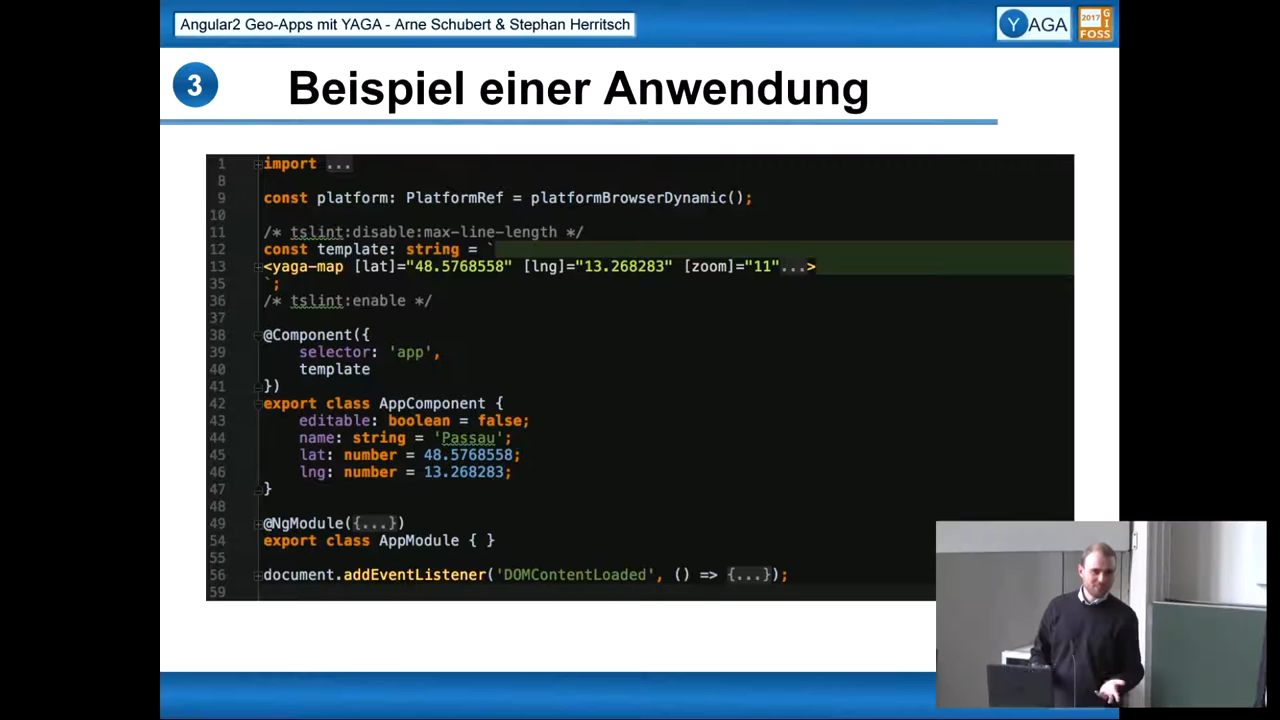 Angular2 Geo-Apps mit YAGA - Arne Schubert & Stephan Herritsch
YAGA
2017 GI
FOSS
3
Beispiel einer Anwendung
1 import ...
8
9 const platform: PlatformRef = platformBrowserDynamic();
10
11 /* tslint:disable:max-line-length */
12 const template: string = `
13 <yaga-map [lat]="48.5768558" [lng]="13.268283" [zoom]="11"...>
35 `;
36 /* tslint:enable */
37
38 @Component({
39 selector: 'app',
40 template
41 })
42 export class AppComponent {
43 editable: boolean = false;
44 name: string = 'Passau';
45 lat: number = 48.5768558;
46 lng: number = 13.268283;
47 }
48
49 @NgModule({...})
54 export class AppModule { }
55
56 document.addEventListener('DOMContentLoaded', () => {...});
59